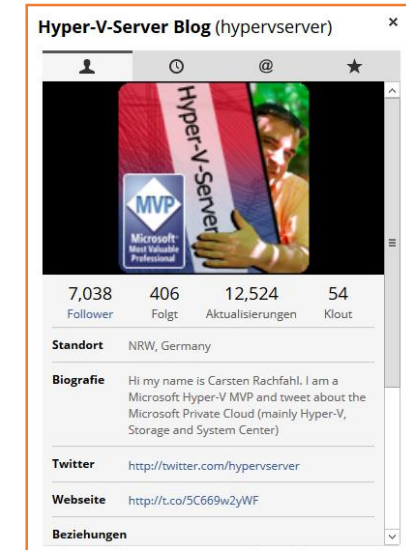 Hyper-V-Server Blog (hypervserver)
×
@
Hyper-V-Server
MVP
Microsoft®
Most Valuable
Professional
7,038 406 12,524 54
Follower Folgt Aktualisierungen Klout
Standort NRW, Germany
Biografie Hi my name is Carsten Rachfahl. I am a
Microsoft Hyper-V MVP and tweet about the
Microsoft Private Cloud (mainly Hyper-V,
Storage and System Center)
Twitter http://twitter.com/hypervserver
Webseite http://t.co/5C669w2yWF
Beziehungen